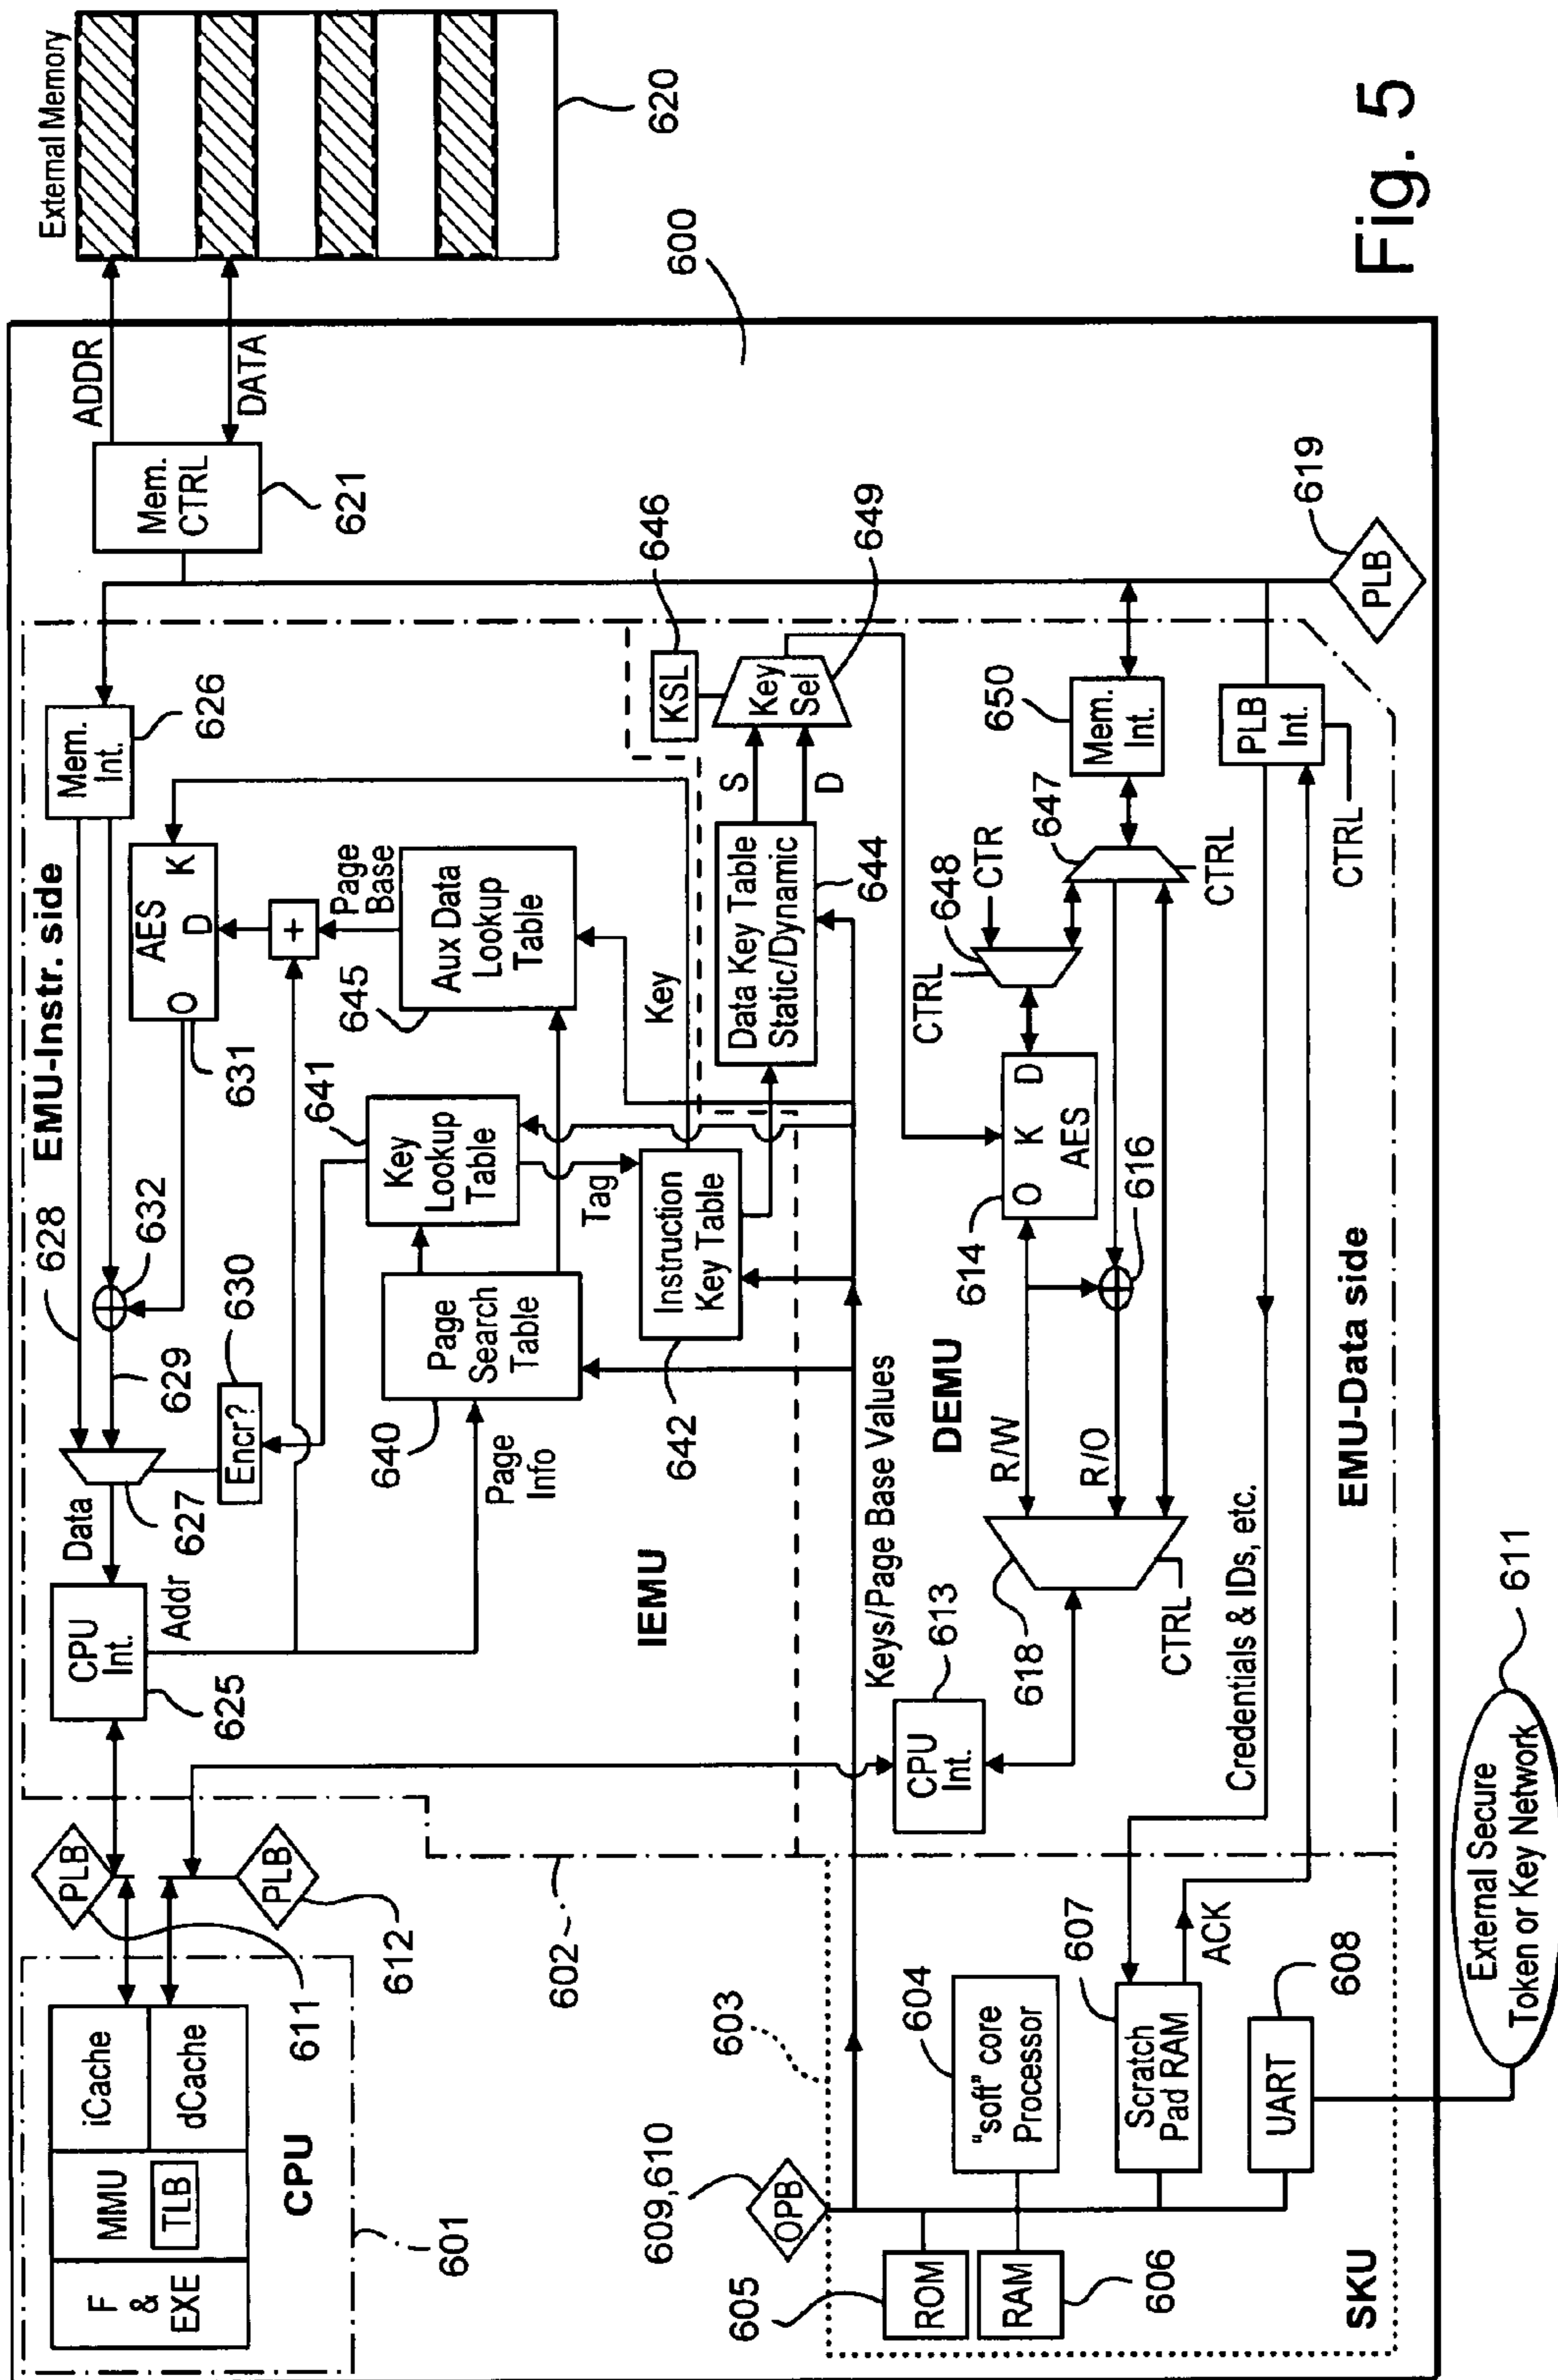 External Memory
620
ADDR
DATA
Mem.
CTRL
621
600
Fig. 5
EMU-Instr. side
Mem.
Int.
626
628
629
632
AES
O D K
631
+
Page
Base
Aux Data
Lookup
Table
645
Key
Lookup
Table
641
Tag
Key
Encr?
630
627
Data
CPU
Int.
625
Addr
Page
Info
Page
Search
Table
640
Instruction
Key Table
642
IEMU
KSL
646
Key
Sel
649
S
D
Data Key Table
Static/Dynamic
644
PLB
619
Mem.
Int.
650
647
CTRL
648
CTR
CTRL
PLB
Int.
CTRL
O K D
AES
614
616
DEMU
R/W
R/O
618
CTRL
CPU
Int.
613
Keys/Page Base Values
Credentials & IDs, etc.
EMU-Data side
External Secure
Token or Key Network
611
PLB
611
PLB
612
602
F
&
EXE
MMU
TLB
iCache
dCache
CPU
601
603
OPB
609,610
ROM
605
RAM
606
"soft" core
Processor
604
Scratch
Pad RAM
607
ACK
UART
608
SKU